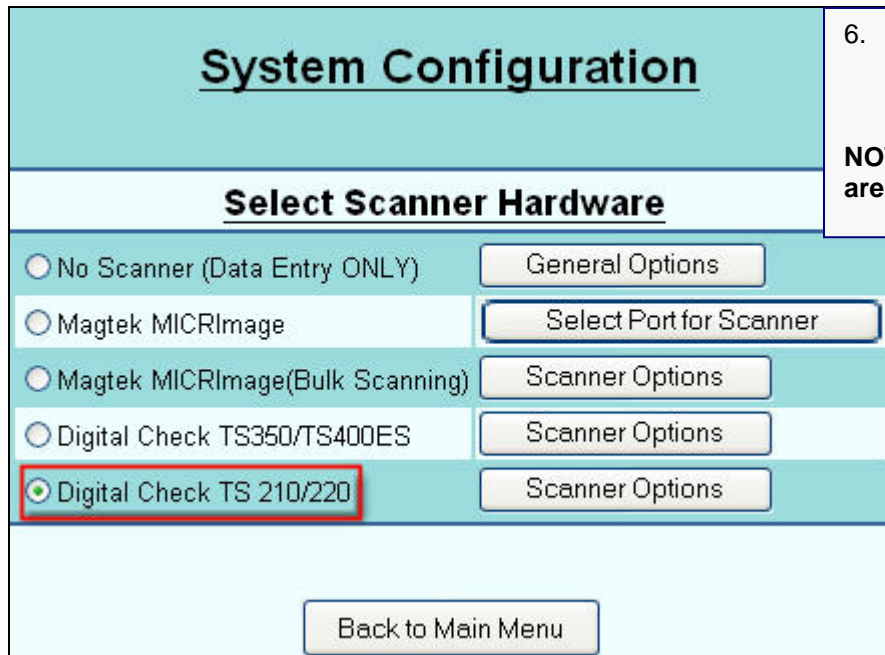 System Configuration
6.
NOT
are
Select Scanner Hardware
No Scanner (Data Entry ONLY) General Options
Magtek MICRImage Select Port for Scanner
Magtek MICRImage(Bulk Scanning) Scanner Options
Digital Check TS350/TS400ES Scanner Options
Digital Check TS 210/220 Scanner Options
Back to Main Menu